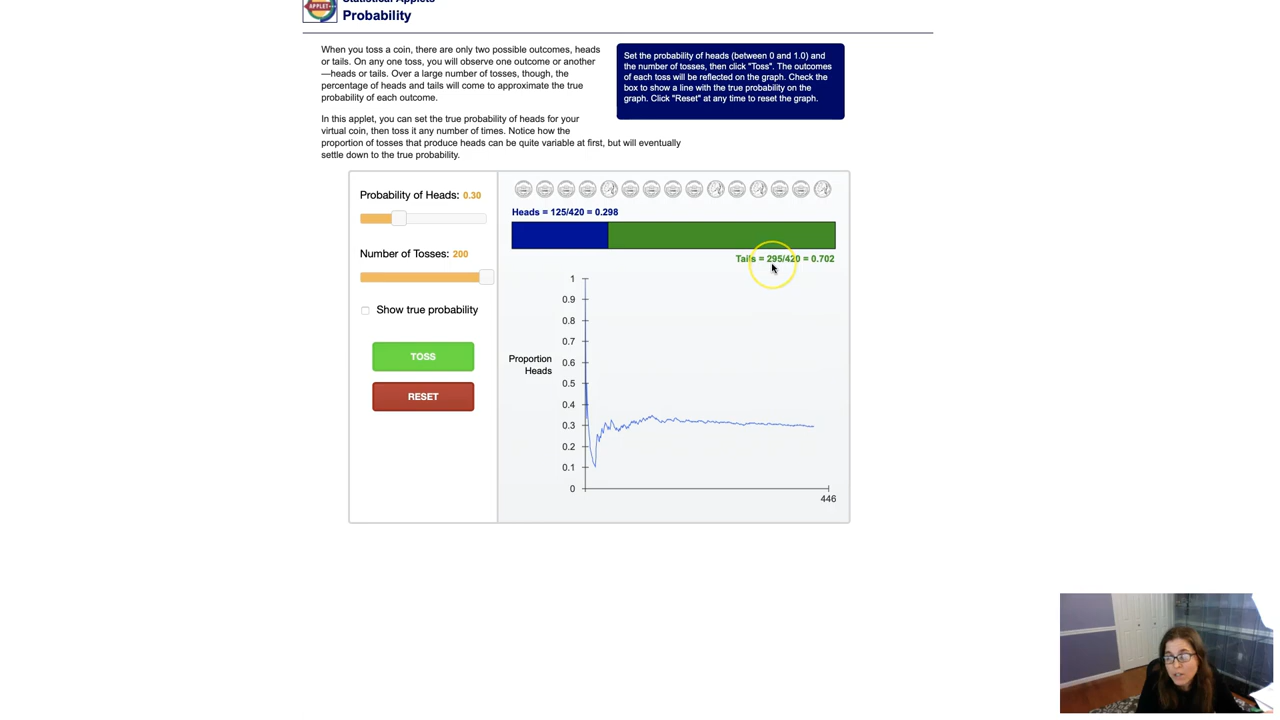 Statistical Applets
APPLET
Probability
When you toss a coin, there are only two possible outcomes, heads
or tails. On any one toss, you will observe one outcome or another
—heads or tails. Over a large number of tosses, though, the
percentage of heads and tails will come to approximate the true
probability of each outcome.
In this applet, you can set the true probability of heads for your
virtual coin, then toss it any number of times. Notice how the
proportion of tosses that produce heads can be quite variable at first, but will eventually
settle down to the true probability.
Set the probability of heads (between 0 and 1.0) and
the number of tosses, then click "Toss". The outcomes
of each toss will be reflected on the graph. Check the
box to show a line with the true probability on the
graph. Click "Reset" at any time to reset the graph.
Probability of Heads: 0.30
Number of Tosses: 200
Show true probability
TOSS
RESET
Heads = 125/420 = 0.298
Tails = 295/420 = 0.702
1
0.9
0.8
0.7
0.6
0.5
0.4
0.3
0.2
0.1
0
Proportion
Heads
446